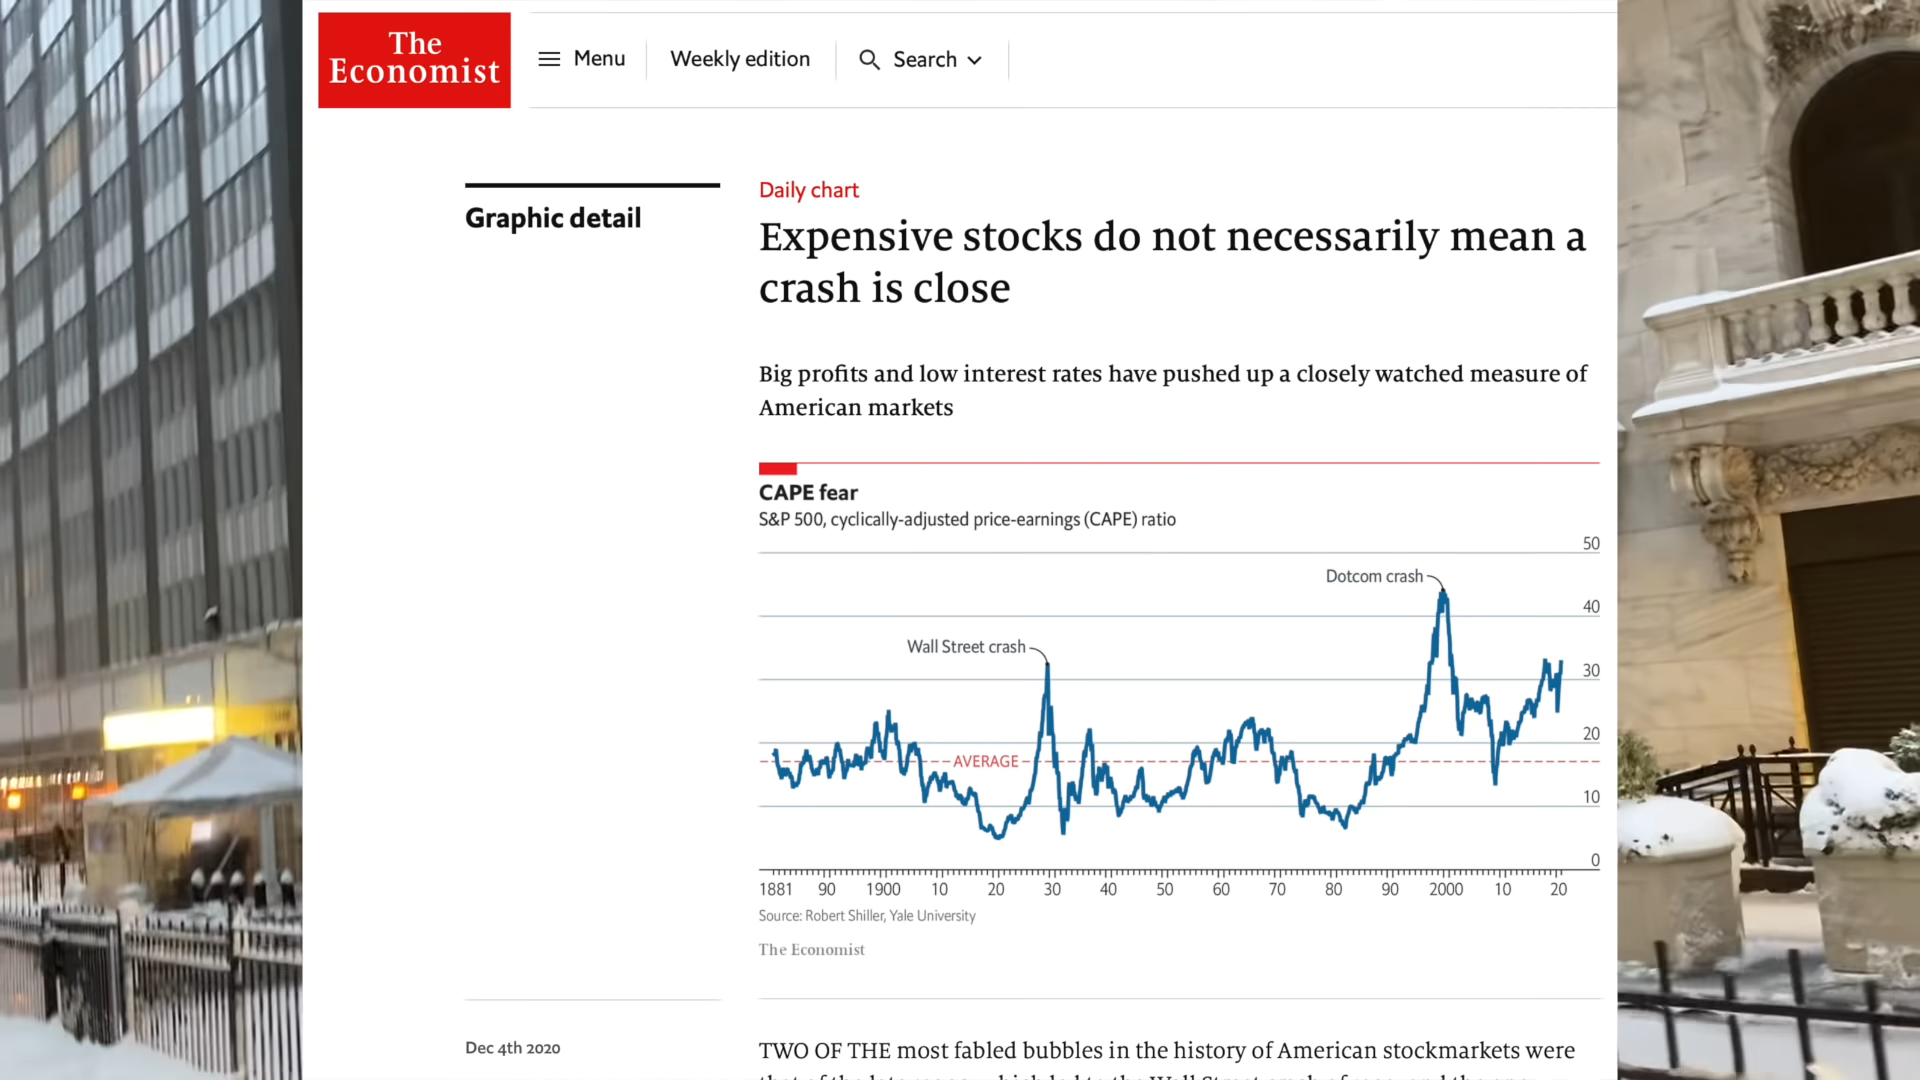 The
Economist
Menu
Weekly edition
Search
Graphic detail
Daily chart
Expensive stocks do not necessarily mean a
crash is close
Big profits and low interest rates have pushed up a closely watched measure of
American markets
CAPE fear
S&P 500, cyclically-adjusted price-earnings (CAPE) ratio
50
Dotcom crash
40
Wall Street crash
30
20
AVERAGE
10
0
1881 90 1900 10 20 30 40 50 60 70 80 90 2000 10 20
Source: Robert Shiller, Yale University
The Economist
Dec 4th 2020
TWO OF THE most fabled bubbles in the history of American stockmarkets were